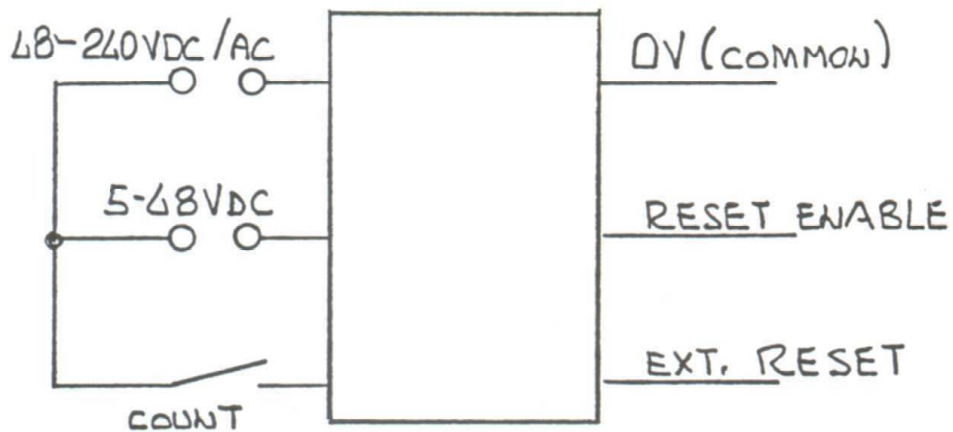 48-240VDC/AC
0V (COMMON)
5-48VDC
RESET ENABLE
COUNT
EXT. RESET